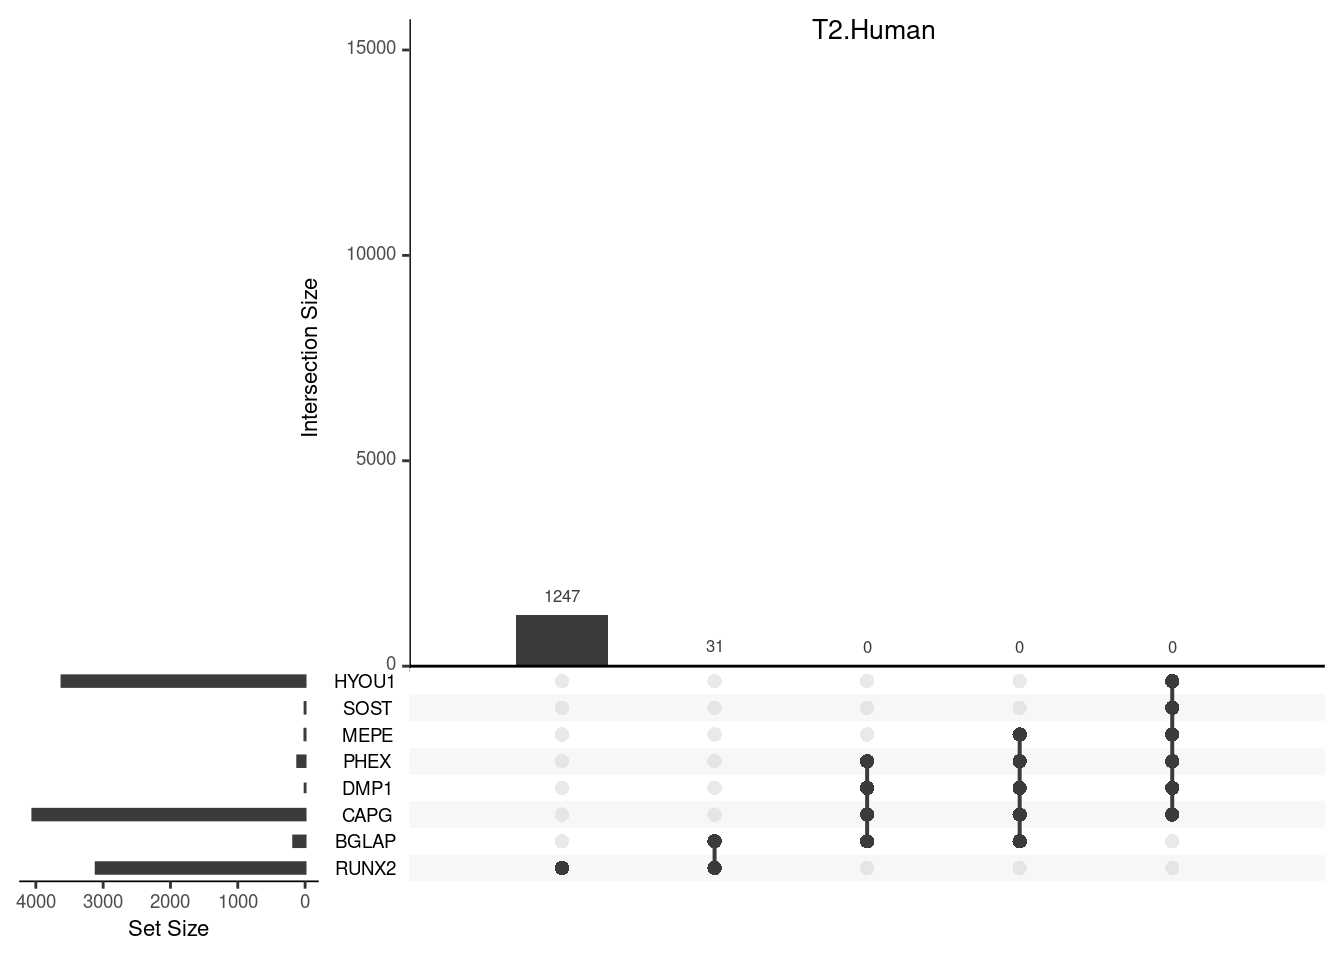 T2.Human
15000
10000
5000
0
Intersection Size
1247
31
0
0
0
HYOU1
SOST
MEPE
PHEX
DMP1
CAPG
BGLAP
RUNX2
4000 3000 2000 1000 0
Set Size